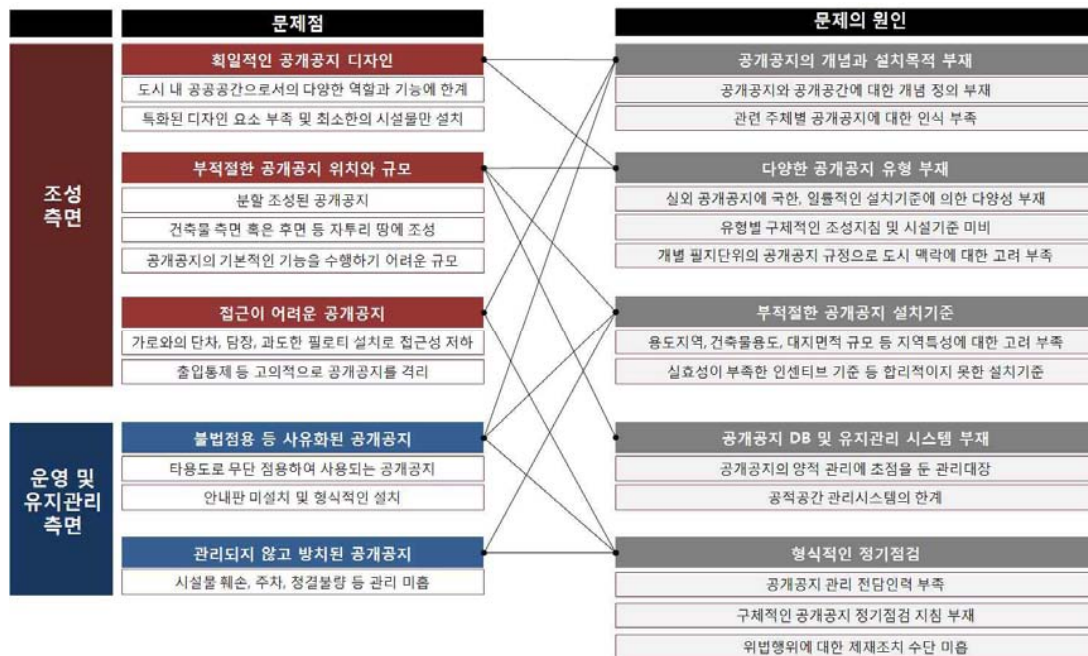 문제점
문제의 원인
조성
측면
획일적인 공개공지 디자인
도시 내 공공공간으로서의 다양한 역할과 기능에 한계
특화된 디자인 요소 부족 및 최소한의 시설물만 설치
부적절한 공개공지 위치와 규모
분할 조성된 공개공지
건축물 측면 혹은 후면 등 자투리 땅에 조성
공개공지의 기본적인 기능을 수행하기 어려운 규모
접근이 어려운 공개공지
가로와의 단차, 담장, 과도한 필로티 설치로 접근성 저하
출입통제 등 고의적으로 공개공지를 격리
운영 및
유지관리
측면
불법점용 등 사유화된 공개공지
타용도로 무단 점용하여 사용되는 공개공지
안내판 미설치 및 형식적인 설치
관리되지 않고 방치된 공개공지
시설물 훼손, 주차, 청결불량 등 관리 미흡
공개공지의 개념과 설치목적 부재
공개공지와 공개공간에 대한 개념 정의 부재
관련 주체별 공개공지에 대한 인식 부족
다양한 공개공지 유형 부재
실외 공개공지에 국한, 일률적인 설치기준에 의한 다양성 부재
유형별 구체적인 조성지침 및 시설기준 미비
개별 필지단위의 공개공지 규정으로 도시 맥락에 대한 고려 부족
부적절한 공개공지 설치기준
용도지역, 건축물용도, 대지면적 규모 등 지역특성에 대한 고려 부족
실효성이 부족한 인센티브 기준 등 합리적이지 못한 설치기준
공개공지 DB 및 유지관리 시스템 부재
공개공지의 양적 관리에 초점을 둔 관리대장
공적공간 관리시스템의 한계
형식적인 정기점검
공개공지 관리 전담인력 부족
구체적인 공개공지 정기점검 지침 부재
위법행위에 대한 제재조치 수단 미흡